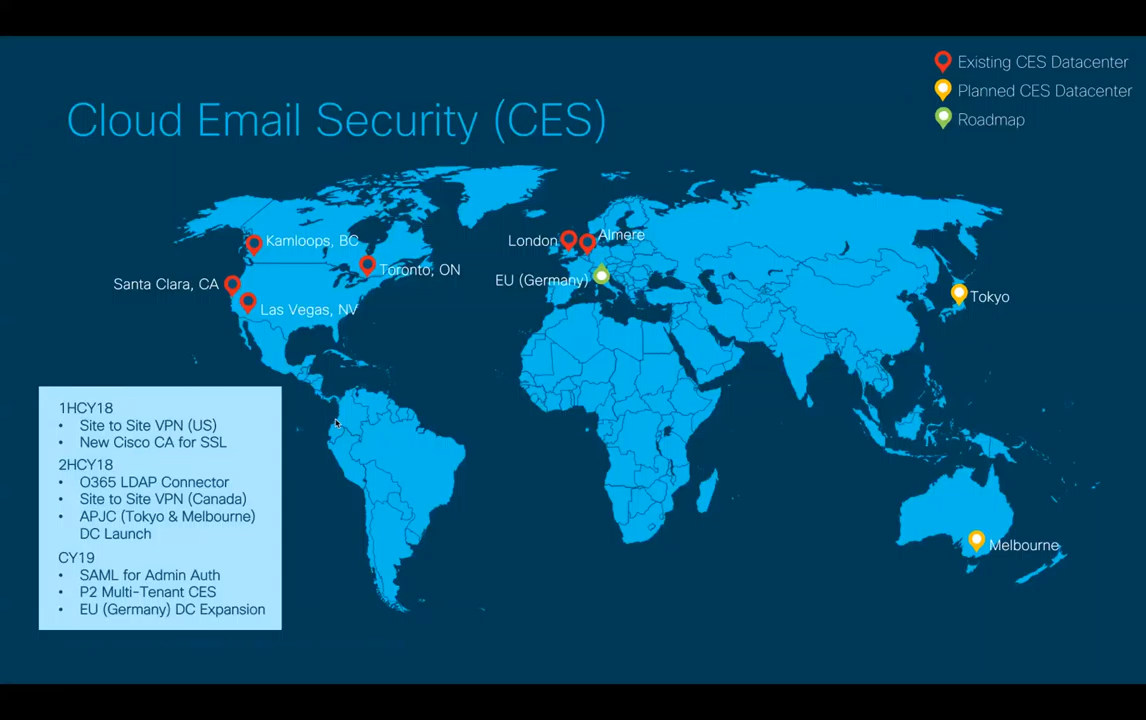 Existing CES Datacenter
Planned CES Datacenter
Roadmap
Cloud Email Security (CES)
Kamloops, BC
Toronto, ON
Santa Clara, CA
Las Vegas, NV
London
Almere
EU (Germany)
Tokyo
Melbourne
1HCY18
• Site to Site VPN (US)
• New Cisco CA for SSL
2HCY18
• O365 LDAP Connector
• Site to Site VPN (Canada)
• APJC (Tokyo & Melbourne)
DC Launch
CY19
• SAML for Admin Auth
• P2 Multi-Tenant CES
• EU (Germany) DC Expansion